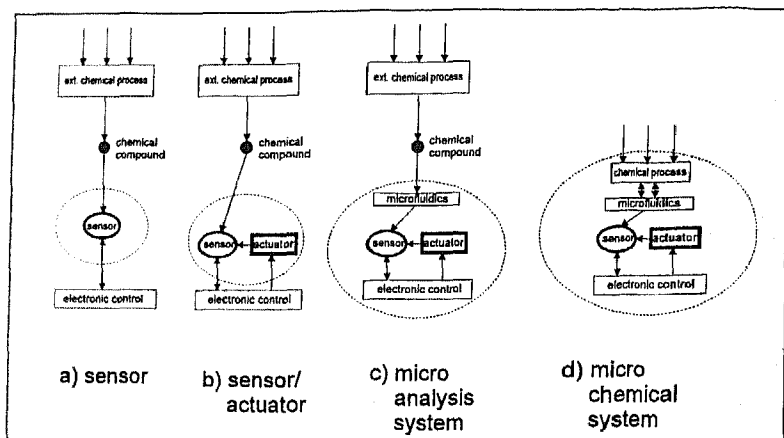 ext. chemical process
chemical
compound
sensor
electronic control
a) sensor
ext. chemical process
chemical
compound
sensor
actuator
electronic control
b) sensor/
actuator
ext. chemical process
chemical
compound
microfluidics
sensor
actuator
electronic control
c) micro
analysis
system
chemical process
microfluidics
sensor
actuator
electronic control
d) micro
chemical
system